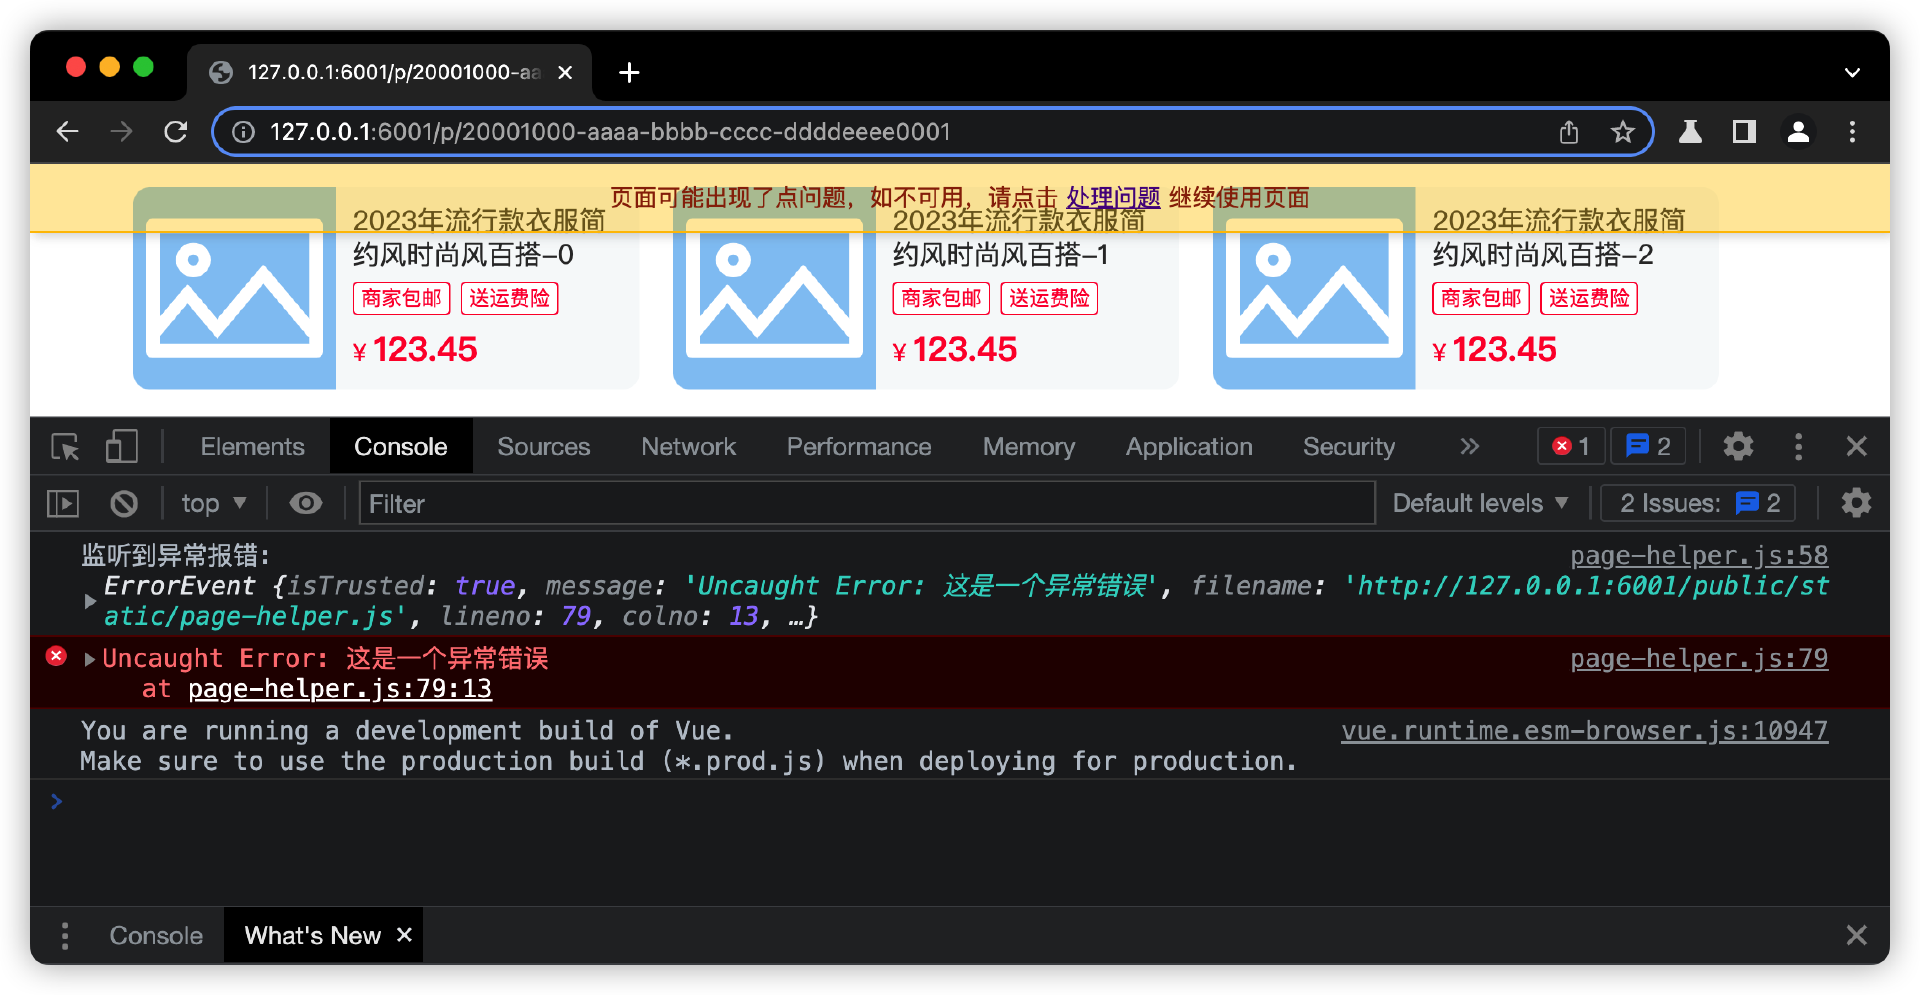 127.0.0.1:6001/p/20001000-aa
127.0.0.1:6001/p/20001000-aaaa-bbbb-cccc-ddddeeee0001
页面可能出现了点问题，如不可用，请点击 处理问题 继续使用页面
2023年流行款衣服简
约风时尚风百搭-0
商家包邮 送运费险
¥ 123.45
2023年流行款衣服简
约风时尚风百搭-1
商家包邮 送运费险
¥ 123.45
2023年流行款衣服简
约风时尚风百搭-2
商家包邮 送运费险
¥ 123.45
Elements Console Sources Network Performance Memory Application Security » 1 2
top ▼ Filter Default levels ▼ 2 Issues: 2
监听到异常报错: page-helper.js:58
ErrorEvent {isTrusted: true, message: 'Uncaught Error: 这是一个异常错误', filename: 'http://127.0.0.1:6001/public/st
atic/page-helper.js', lineno: 79, colno: 13, …}
Uncaught Error: 这是一个异常错误 page-helper.js:79
at page-helper.js:79:13
You are running a development build of Vue. vue.runtime.esm-browser.js:10947
Make sure to use the production build (*.prod.js) when deploying for production.
Console What's New